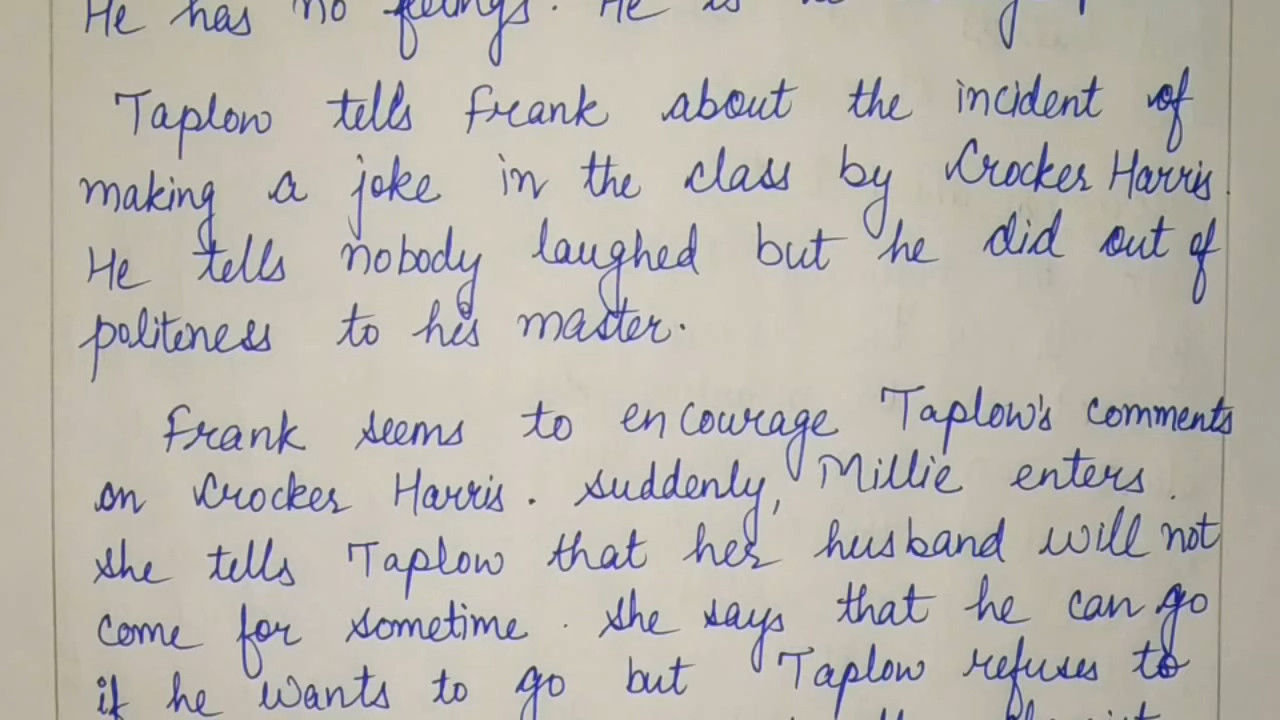 He has no feelings. He is
Taplow tells Frank about the incident of
making a joke in the class by Crocker Harris.
He tells nobody laughed but he did out of
politeness to his master.
Frank seems to encourage Taplow's comments
on Crocker Harris. Suddenly, Millie enters.
She tells Taplow that her husband will not
come for sometime. She says that he can go
if he wants to go but Taplow refuses to